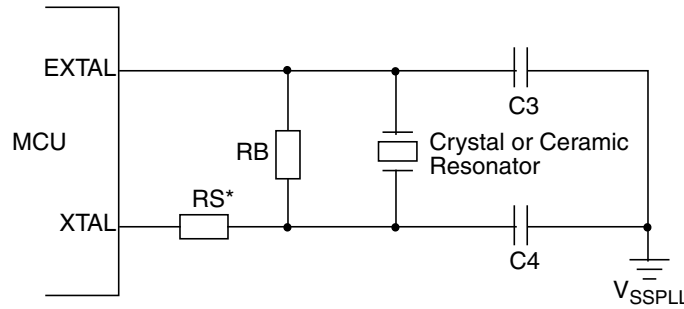 EXTAL
C3
MCU
RB
Crystal or Ceramic
Resonator
RS*
XTAL
C4
VSSPLL